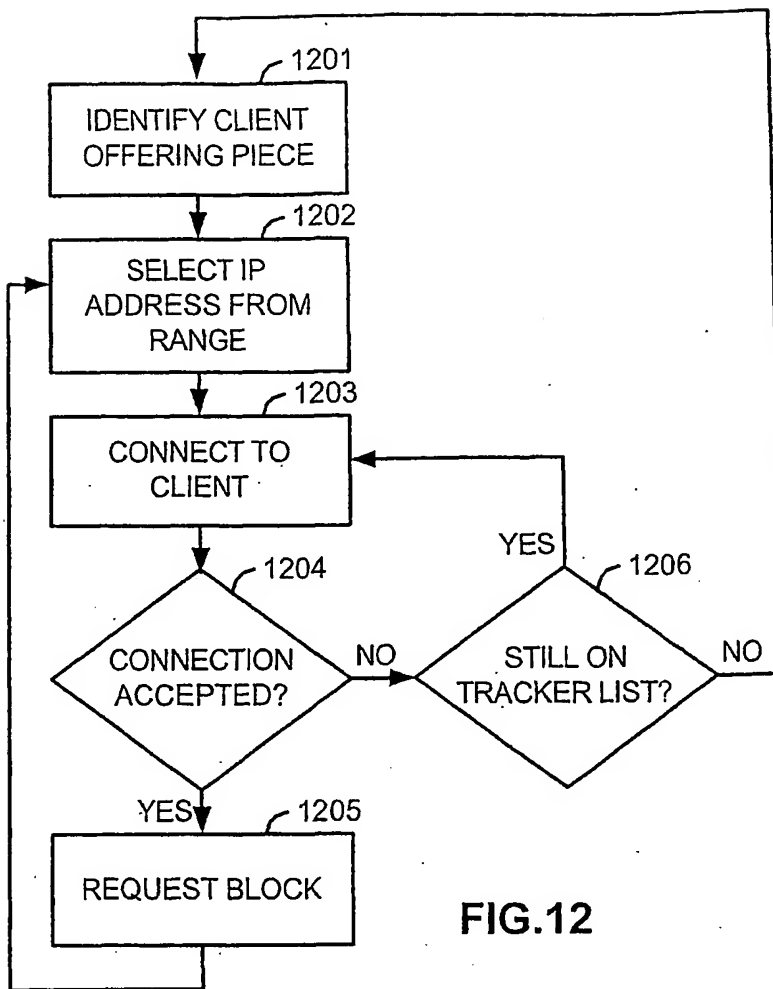 1201
IDENTIFY CLIENT
OFFERING PIECE
1202
SELECT IP
ADDRESS FROM
RANGE
1203
CONNECT TO
CLIENT
YES
1204
1206
CONNECTION
ACCEPTED?
NO
STILL ON
TRACKER LIST?
NO
YES
1205
REQUEST BLOCK
FIG.12